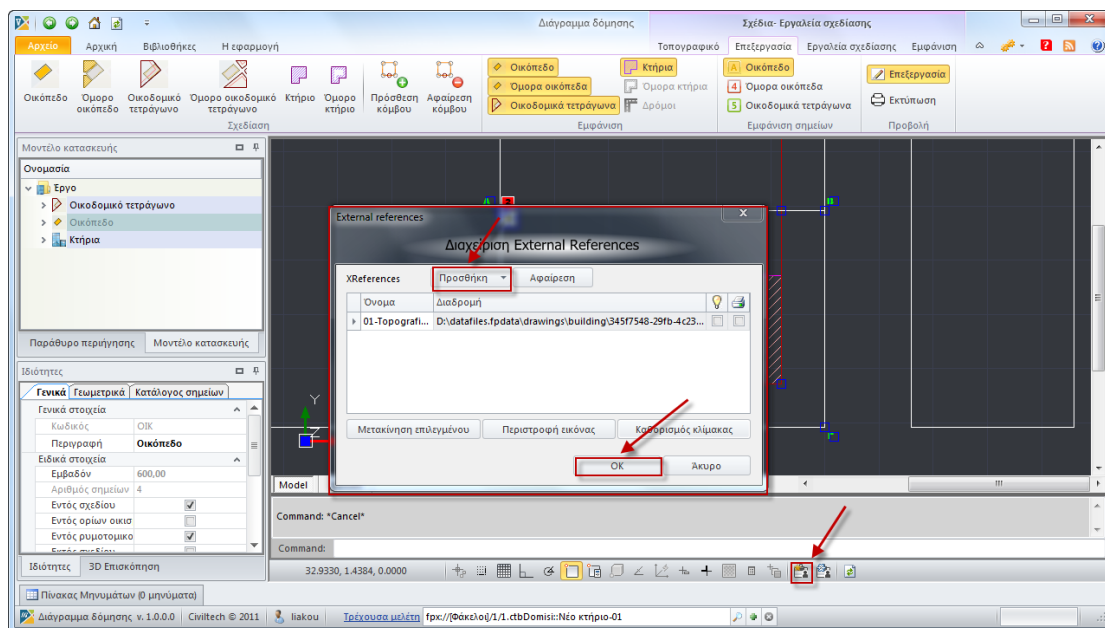 Διάγραμμα δόμησης Σχέδια- Εργαλεία σχεδίασης
Αρχείο Αρχική Βιβλιοθήκες Η εφαρμογή Τοπογραφικό Επεξεργασία Εργαλεία σχεδίασης Εμφάνιση
Οικόπεδο
Όμορο οικόπεδο
Οικοδομικό τετράγωνο
Όμορο οικοδομικό τετράγωνο
Κτήριο
Όμορο κτήριο
Πρόσθεση κόμβου
Αφαίρεση κόμβου
Σχεδίαση
Οικόπεδο Κτήρια
Όμορα οικόπεδα Όμορα κτήρια
Οικοδομικά τετράγωνα Δρόμοι
Εμφάνιση
A Οικόπεδο
4 Όμορα οικόπεδα
5 Οικοδομικά τετράγωνα
Εμφάνιση σημείων
Επεξεργασία
Εκτύπωση
Προβολή
Μοντέλο κατασκευής
Ονομασία
Έργο
Οικοδομικό τετράγωνο
Οικόπεδο
Κτήρια
Παράθυρο περιήγησης Μοντέλο κατασκευής
Ιδιότητες
Γενικά Γεωμετρικά Κατάλογος σημείων
Γενικά στοιχεία
Κωδικός ΟΙΚ
Περιγραφή Οικόπεδο
Ειδικά στοιχεία
Εμβαδόν 600,00
Αριθμός σημείων 4
Εντός σχεδίου
Εντός ορίων οικισ
Εντός ρυμοτομικο
Ιδιότητες 3D Επισκόπηση
External references X
Διαχείριση External References
XReferences Προσθήκη Αφαίρεση
Όνομα Διαδρομή
01-Topografi... D:\datafiles.fpdata\drawings\building\345f7548-29fb-4c23...
Μετακίνηση επιλεγμένου Περιστροφή εικόνας Καθορισμός κλίμακας
OK Άκυρο
Y
Z
Model
Command: *Cancel*
Command:
32.9330, 1.4384, 0.0000
Πίνακας Μηνυμάτων (0 μηνύματα)
Διάγραμμα δόμησης v. 1.0.0.0 Civiltech © 2011 liakou Τρέχουσα μελέτη fpx://[Φάκελοι]/1/1.ctbDomisi::Νέο κτήριο-01